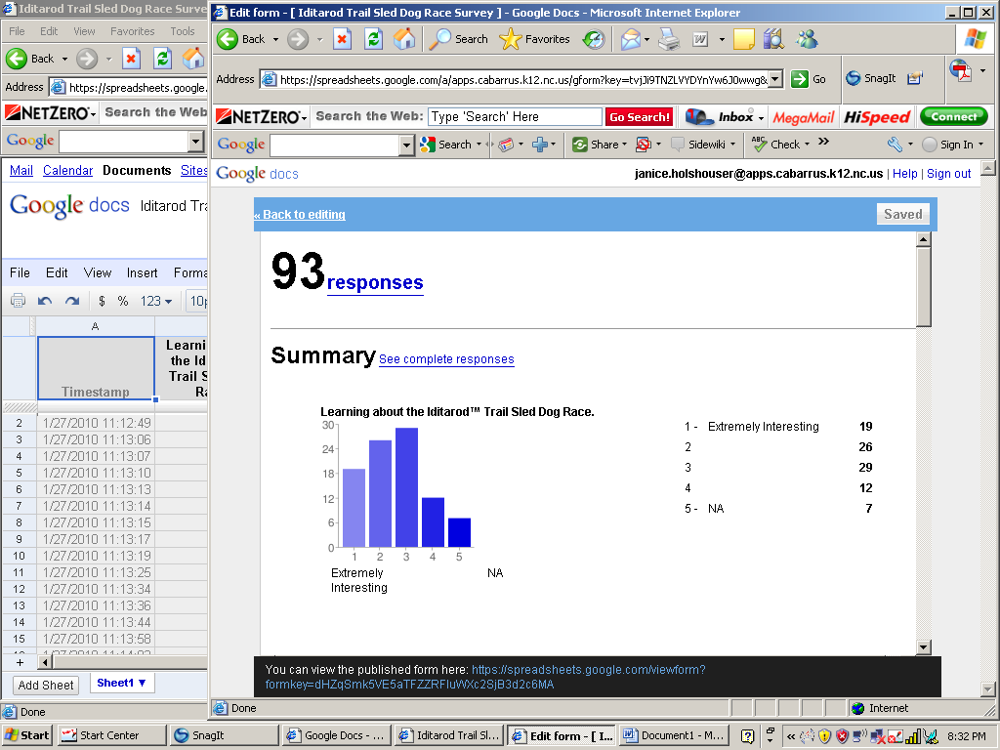 Iditarod Trail Sled Dog Race Surve
File Edit View Favorites Tools
Back
Address https://spreadsheets.google.
NETZERO Search the Web
Google
Mail Calendar Documents Sites
Google docs Iditarod Tra
File Edit View Insert Forma
$ % 123 10p
A
Timestamp
Learni
the Id
Trail S
Ra
2 1/27/2010 11:12:49
3 1/27/2010 11:13:06
4 1/27/2010 11:13:07
5 1/27/2010 11:13:10
6 1/27/2010 11:13:13
7 1/27/2010 11:13:14
8 1/27/2010 11:13:15
9 1/27/2010 11:13:17
10 1/27/2010 11:13:19
11 1/27/2010 11:13:25
12 1/27/2010 11:13:34
13 1/27/2010 11:13:36
14 1/27/2010 11:13:44
15 1/27/2010 11:13:58
+
Add Sheet Sheet1 ▼
Done
Edit form - [ Iditarod Trail Sled Dog Race Survey ] - Google Docs - Microsoft Internet Explorer
Back Search Favorites
Address https://spreadsheets.google.com/a/apps.cabarrus.k12.nc.us/gform?key=tvjJi9TNZLVYDYnYw6J0wwg& Go SnagIt
NETZERO Search the Web: Type 'Search' Here Go Search! Inbox MegaMail HiSpeed Connect
Google Search Share Sidewiki ABC Check » Sign In
Google docs janice.holshouser@apps.cabarrus.k12.nc.us | Help | Sign out
« Back to editing Saved
93 responses
Summary See complete responses
Learning about the Iditarod™ Trail Sled Dog Race.
30
24
18
12
6
0
1 2 3 4 5
Extremely Interesting NA
1 - Extremely Interesting 19
2 26
3 29
4 12
5 - NA 7
You can view the published form here: https://spreadsheets.google.com/viewform?
formkey=dHZqSmk5VE5aTFZZRFluWXc2SjB3d2c6MA
Done Internet
Start Start Center SnagIt Google Docs - ... Iditarod Trail Sl... Edit form - [ I... Document1 - M... « 8:32 PM